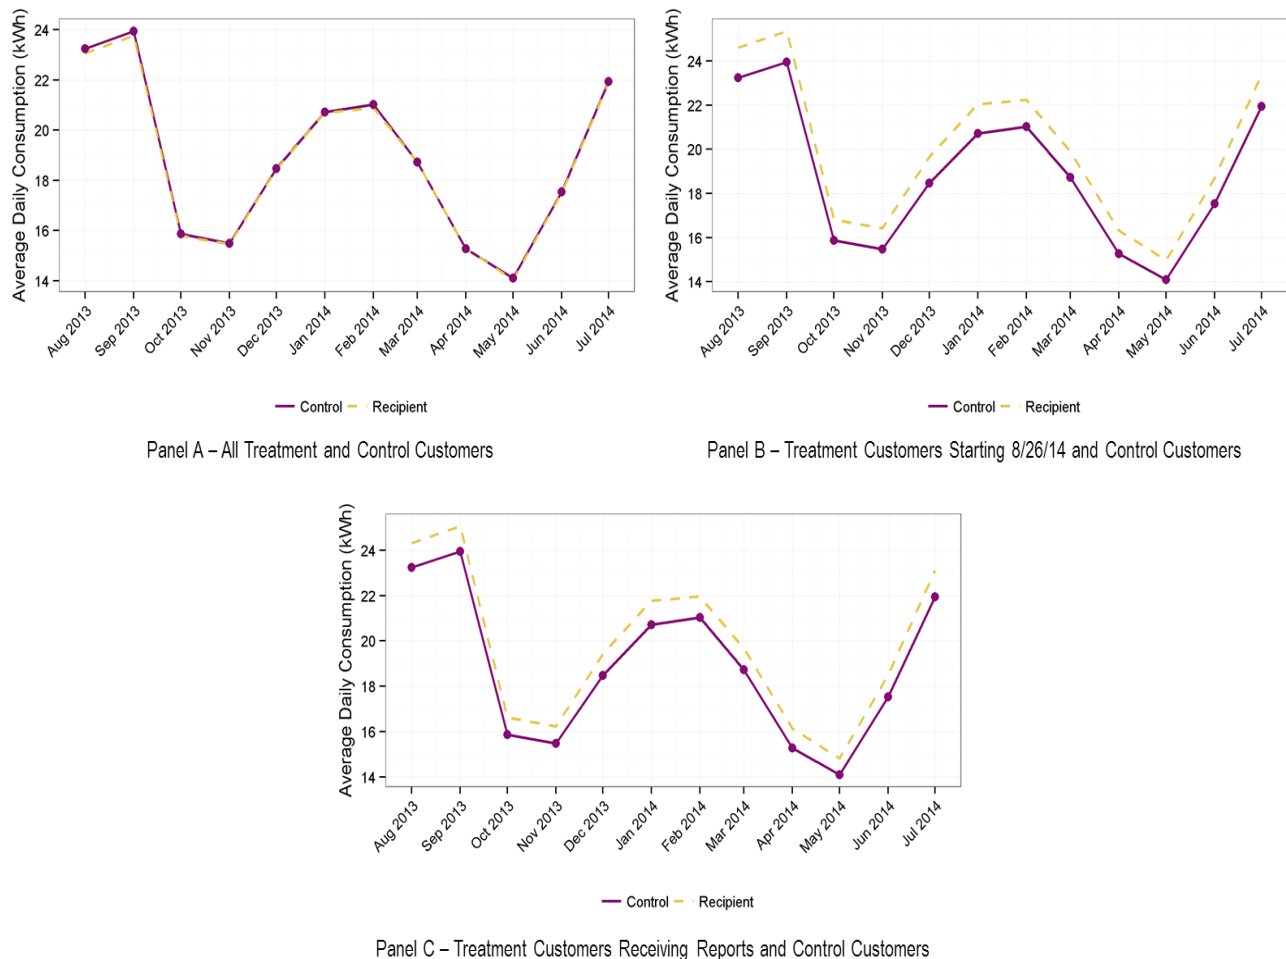 Average Daily Consumption (kWh)
24
22
20
18
16
14
Aug 2013
Sep 2013
Oct 2013
Nov 2013
Dec 2013
Jan 2014
Feb 2014
Mar 2014
Apr 2014
May 2014
Jun 2014
Jul 2014
Control Recipient
Panel A – All Treatment and Control Customers
Average Daily Consumption (kWh)
24
22
20
18
16
14
Aug 2013
Sep 2013
Oct 2013
Nov 2013
Dec 2013
Jan 2014
Feb 2014
Mar 2014
Apr 2014
May 2014
Jun 2014
Jul 2014
Control Recipient
Panel B – Treatment Customers Starting 8/26/14 and Control Customers
Average Daily Consumption (kWh)
24
22
20
18
16
14
Aug 2013
Sep 2013
Oct 2013
Nov 2013
Dec 2013
Jan 2014
Feb 2014
Mar 2014
Apr 2014
May 2014
Jun 2014
Jul 2014
Control Recipient
Panel C – Treatment Customers Receiving Reports and Control Customers